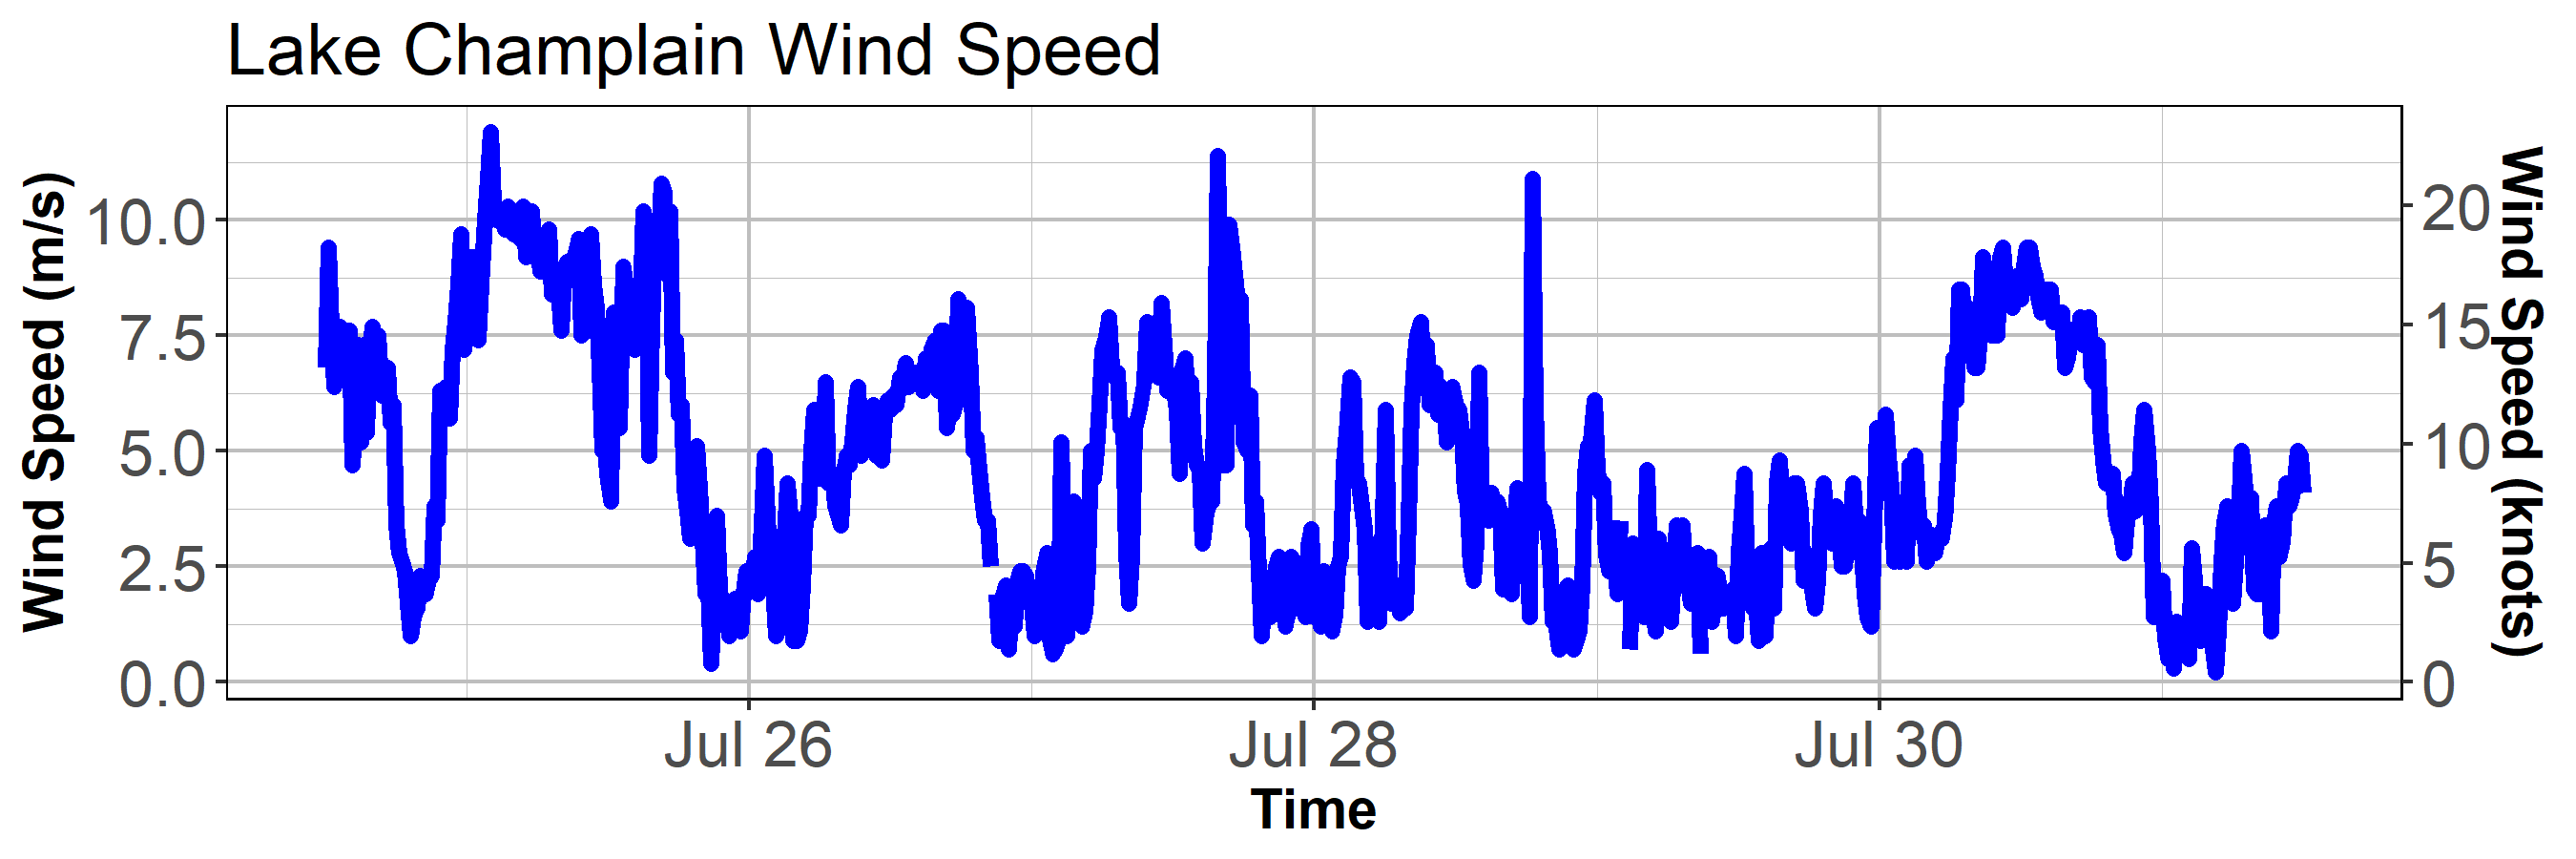 Lake Champlain Wind Speed
Wind Speed (m/s)
10.0
7.5
5.0
2.5
0.0
20
15
10
5
0
Wind Speed (knots)
Jul 26
Jul 28
Jul 30
Time